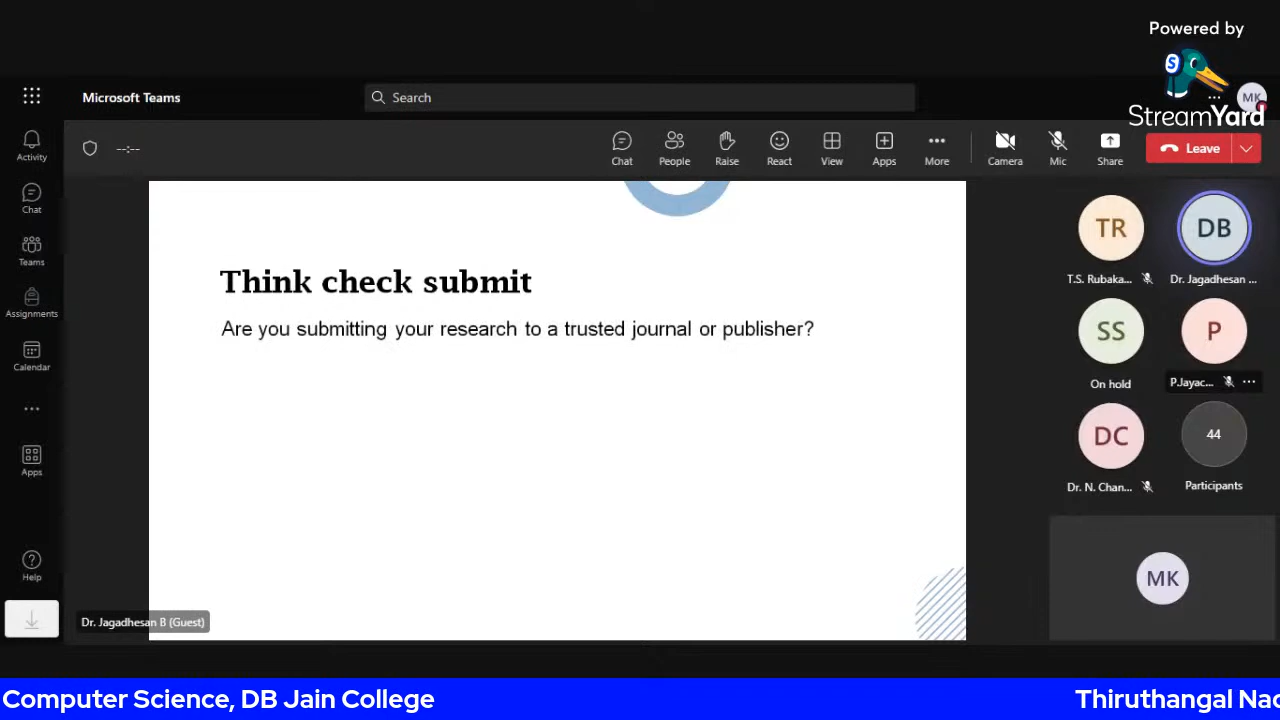 Powered by
StreamYard
Microsoft Teams
Search
MK
--:--
Chat
People
Raise
React
View
Apps
More
Camera
Mic
Share
Leave
Activity
Chat
Teams
Assignments
Calendar
Apps
Help
Think check submit
Are you submitting your research to a trusted journal or publisher?
Dr. Jagadhesan B (Guest)
TR
DB
T.S. Rubaka...
Dr. Jagadhesan ...
SS
P
On hold
P.Jayac...
DC
44
Dr. N. Chan...
Participants
MK
Computer Science, DB Jain College
Thiruthangal Nad